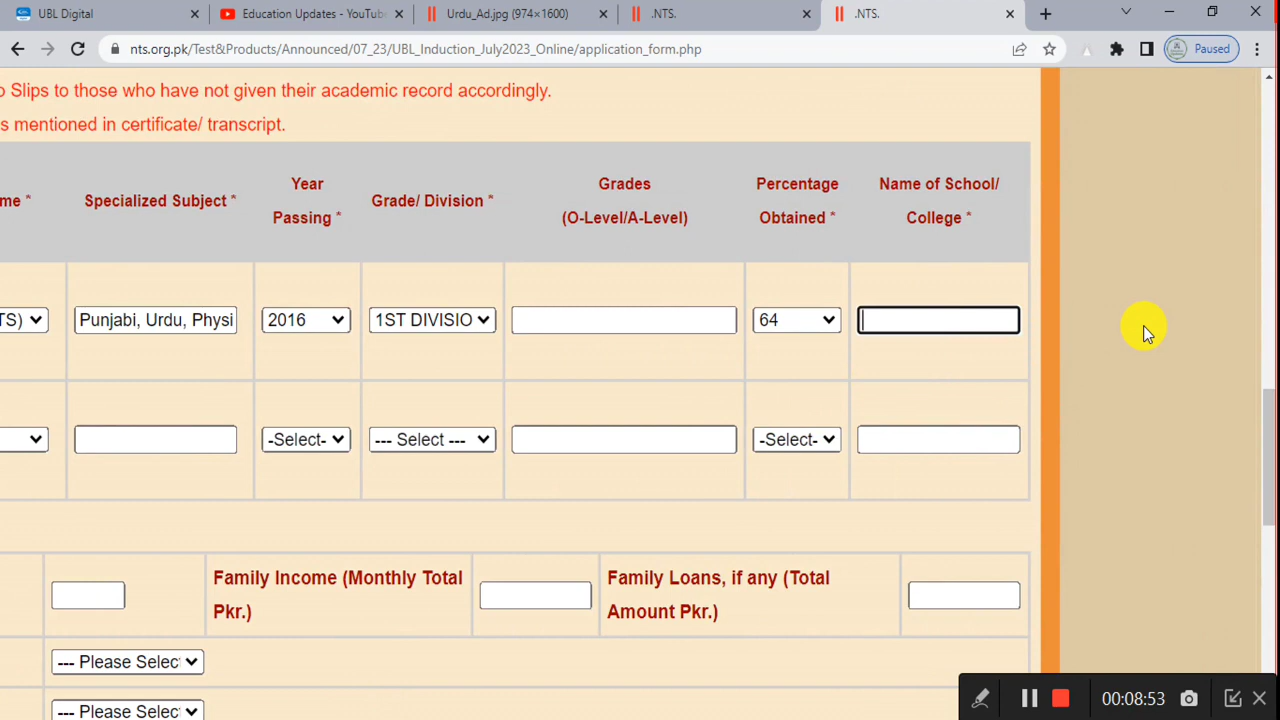 UBL Digital
Education Updates - YouTube
Urdu_Ad.jpg (974×1600)
.NTS.
.NTS.
nts.org.pk/Test&Products/Announced/07_23/UBL_Induction_July2023_Online/application_form.php
Paused
o Slips to those who have not given their academic record accordingly.
s mentioned in certificate/ transcript.
me *
Specialized Subject *
Year
Passing *
Grade/ Division *
Grades
(O-Level/A-Level)
Percentage
Obtained *
Name of School/
College *
TS)
Punjabi, Urdu, Physi
2016
1ST DIVISIO
64
-Select-
--- Select ---
-Select-
Family Income (Monthly Total
Pkr.)
Family Loans, if any (Total
Amount Pkr.)
--- Please Selec
--- Please Selec
00:08:53